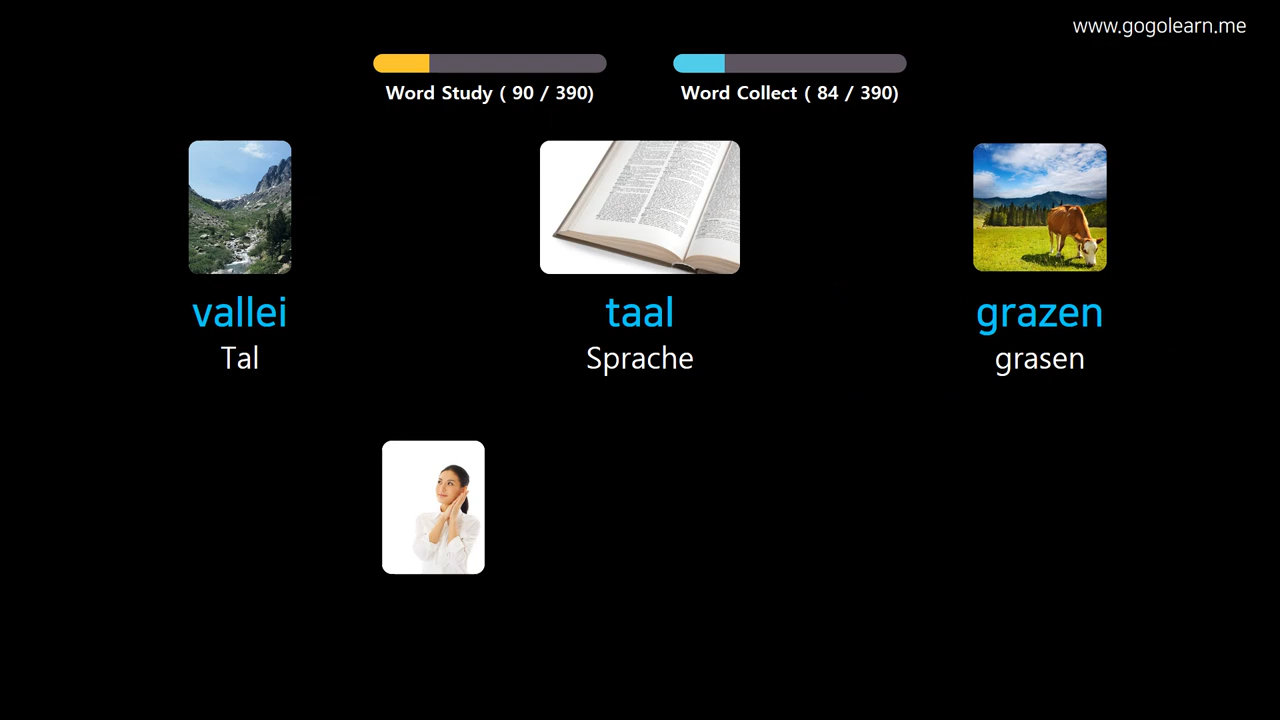 www.gogolearn.me
Word Study ( 90 / 390)
Word Collect ( 84 / 390)
vallei
taal
grazen
Tal
Sprache
grasen